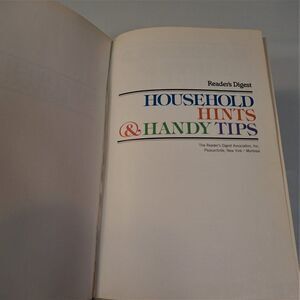 Reader's Digest
HOUSEHOLD
HINTS
& HANDY TIPS
The Reader's Digest Association, Inc.
Pleasantville, New York / Montreal